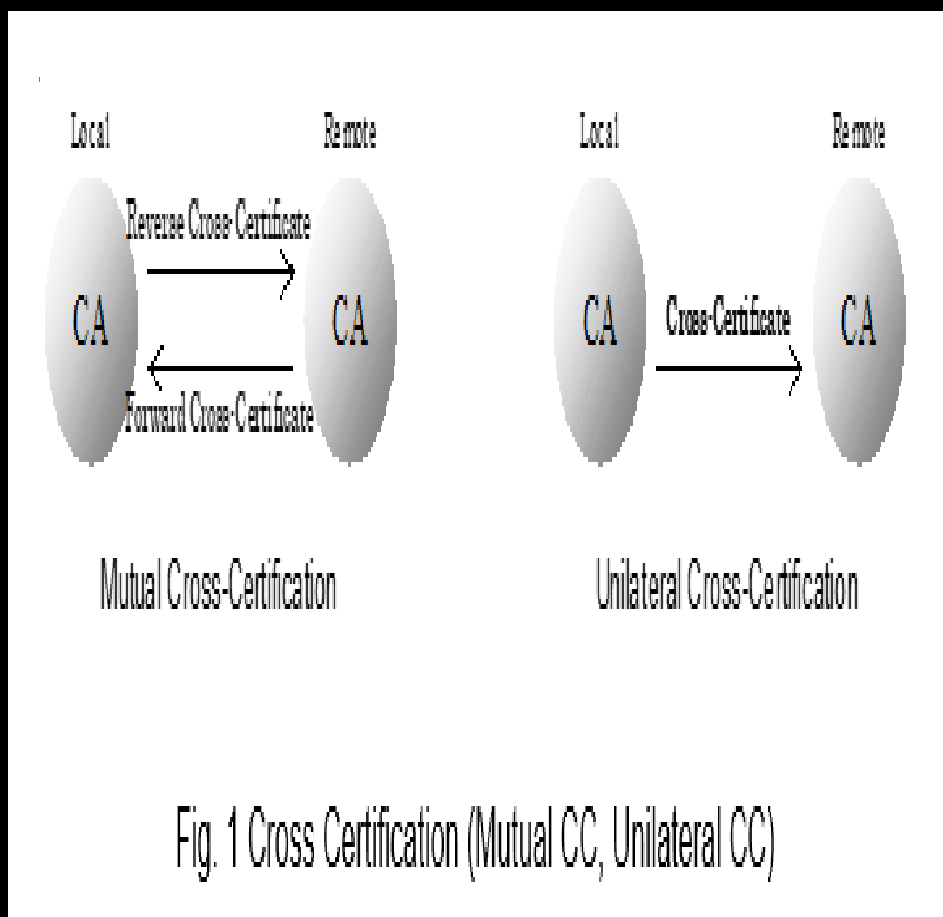 Local Remote
Reverse Cross-Certificate
CA CA
Forward Cross-Certificate
Mutual Cross-Certification
Local Remote
Cross-Certificate
CA CA
Unilateral Cross-Certification
Fig. 1 Cross Certification (Mutual CC, Unilateral CC)